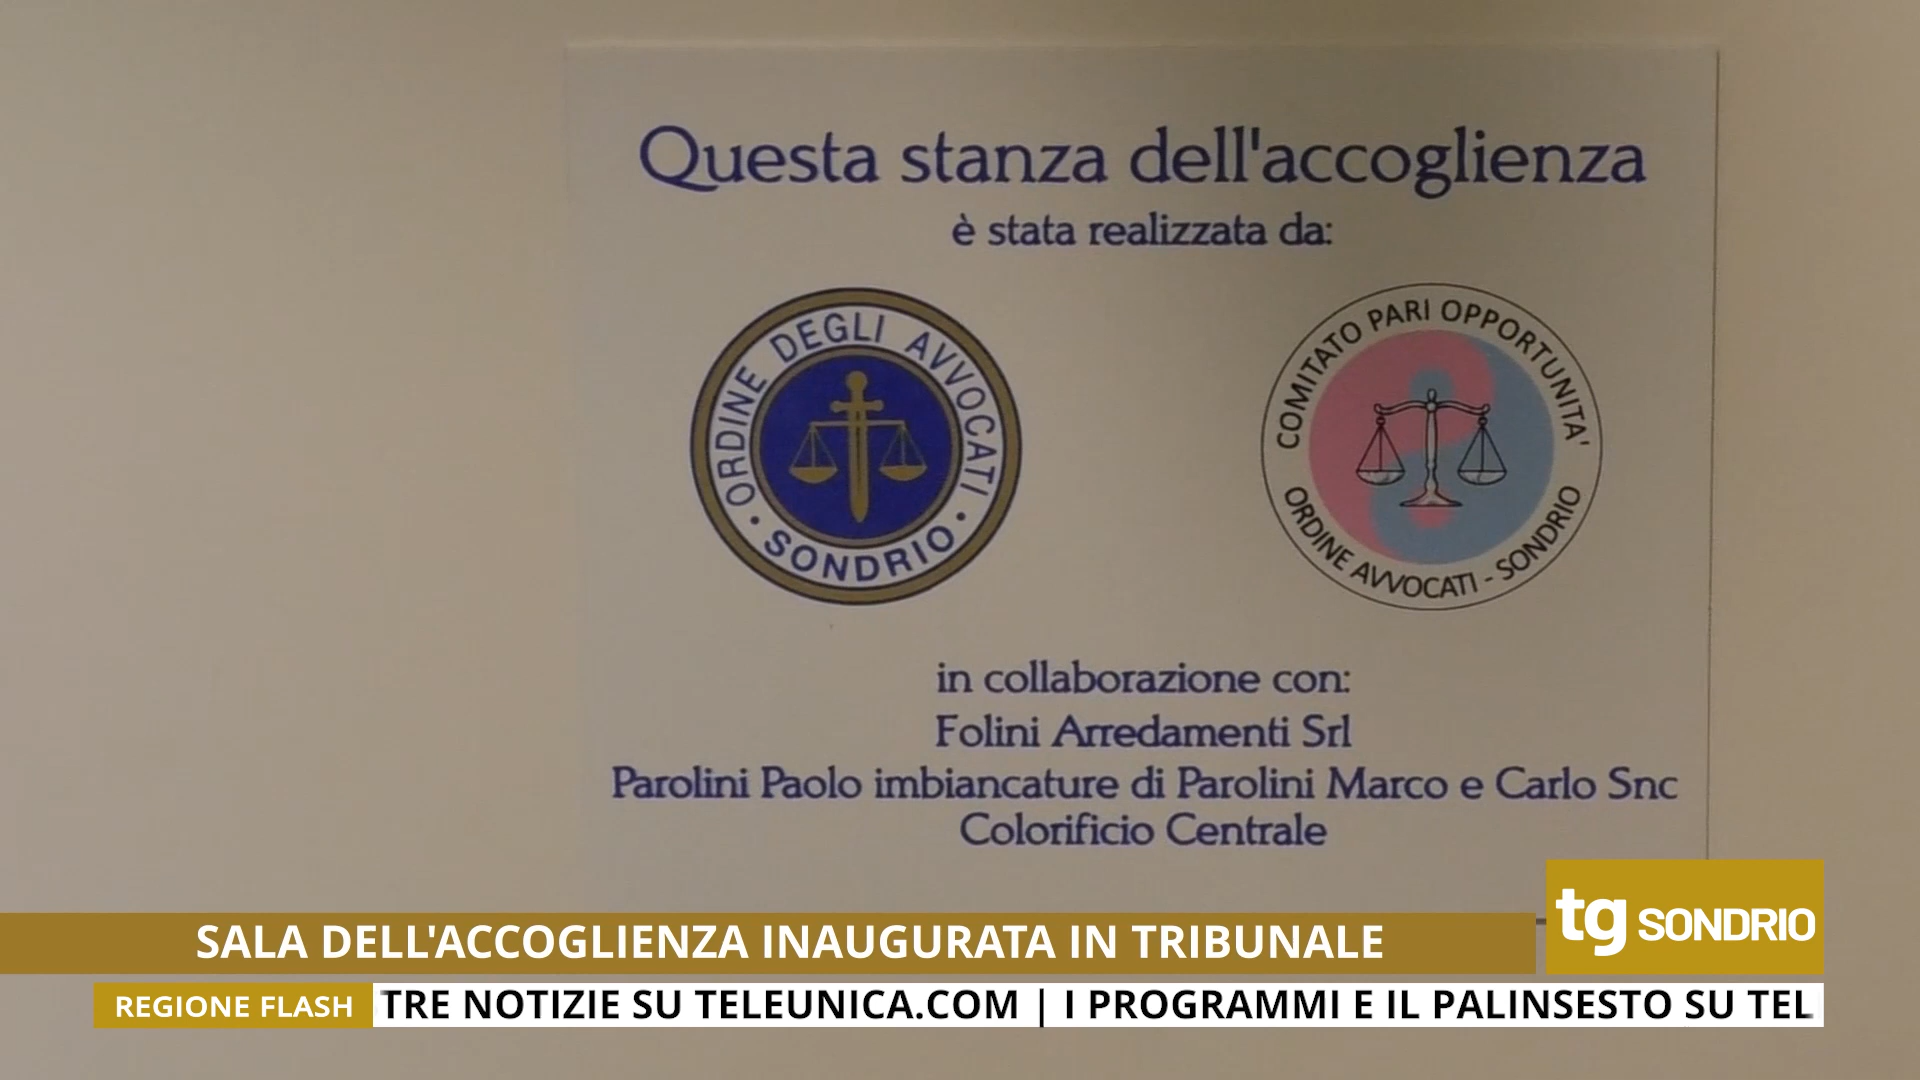 Questa stanza dell'accoglienza
è stata realizzata da:
ORDINE DEGLI AVVOCATI
• SONDRIO •
COMITATO PARI OPPORTUNITA'
ORDINE AVVOCATI - SONDRIO
in collaborazione con:
Folini Arredamenti Srl
Parolini Paolo imbiancature di Parolini Marco e Carlo Snc
Colorificio Centrale
SALA DELL'ACCOGLIENZA INAUGURATA IN TRIBUNALE
tg SONDRIO
REGIONE FLASH
TRE NOTIZIE SU TELEUNICA.COM | I PROGRAMMI E IL PALINSESTO SU TEL